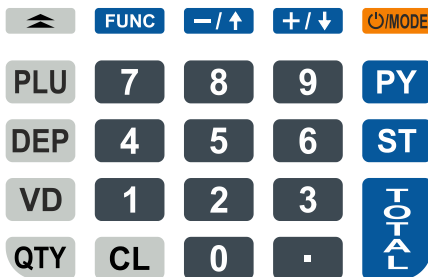 FUNC -/↑ +/↓ ⏻/MODE
PLU 7 8 9 PY
DEP 4 5 6 ST
VD 1 2 3 TOTAL
QTY CL 0 .